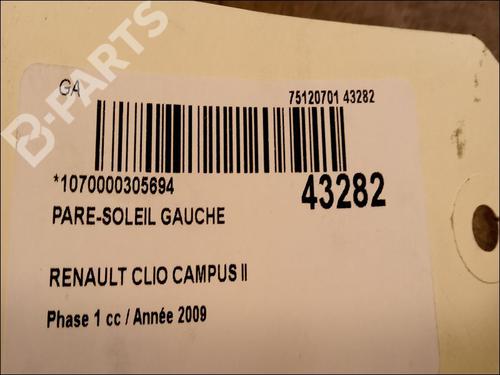 B-PARTS
GA 75120701 43282
*1070000305694 43282
PARE-SOLEIL GAUCHE
RENAULT CLIO CAMPUS II
Phase 1 cc / Année 2009